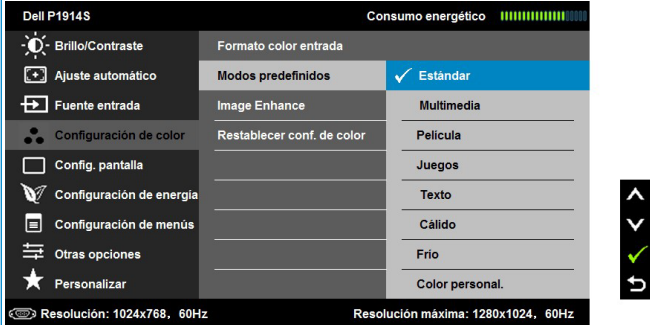 Dell P1914S
Consumo energético
Brillo/Contraste
Formato color entrada
Ajuste automático
Modos predefinidos
Estándar
Fuente entrada
Image Enhance
Multimedia
Configuración de color
Restablecer conf. de color
Película
Config. pantalla
Juegos
Configuración de energía
Texto
Configuración de menús
Cálido
Otras opciones
Frío
Personalizar
Color personal.
Resolución: 1024x768, 60Hz
Resolución máxima: 1280x1024, 60Hz